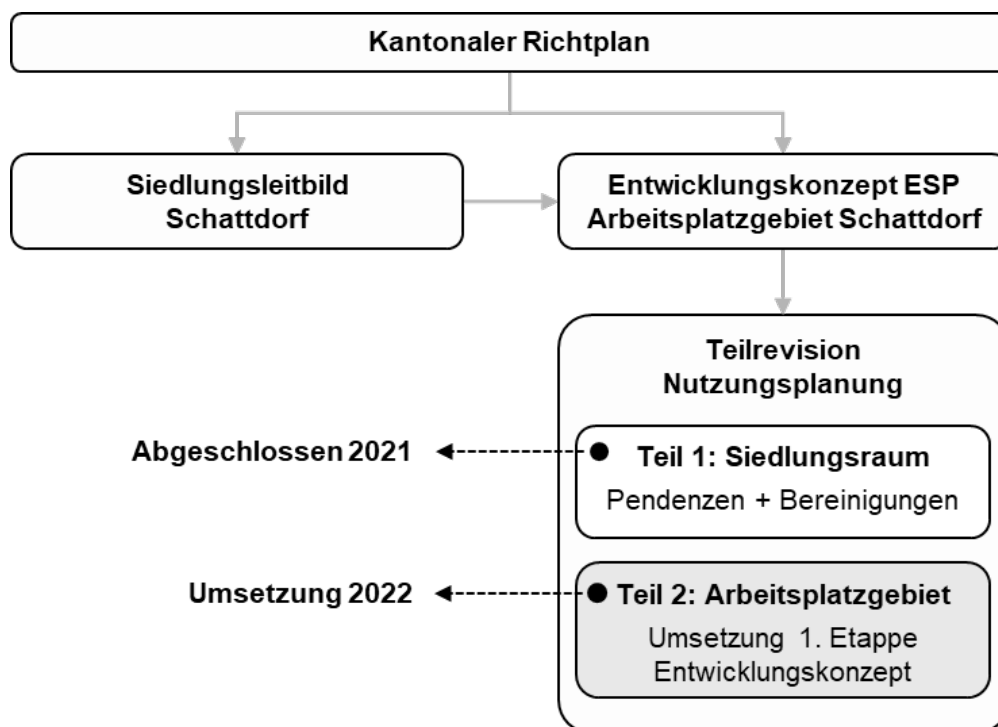 Kantonaler Richtplan
Siedlungsleitbild
Schattdorf
Entwicklungskonzept ESP
Arbeitsplatzgebiet Schattdorf
Teilrevision
Nutzungsplanung
Abgeschlossen 2021
Teil 1: Siedlungsraum
Pendenzen + Bereinigungen
Umsetzung 2022
Teil 2: Arbeitsplatzgebiet
Umsetzung 1. Etappe
Entwicklungskonzept